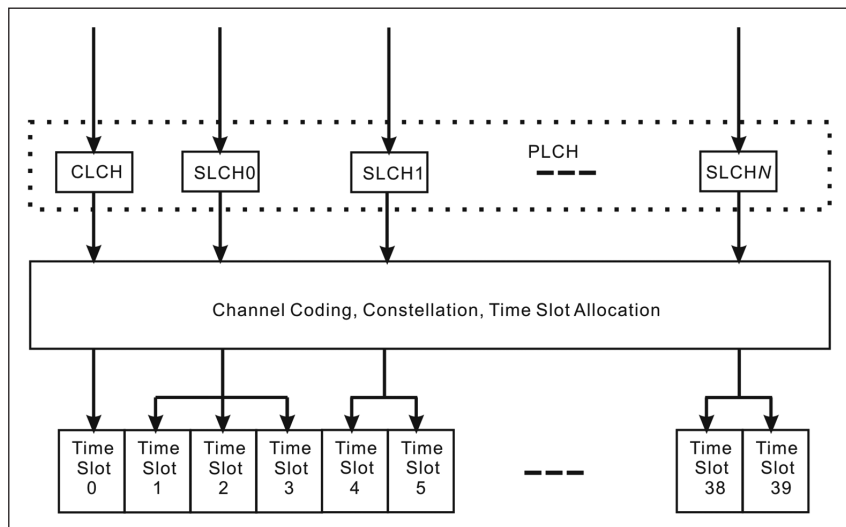 PLCH
CLCH
SLCH0
SLCH1
SLCHN
Channel Coding, Constellation, Time Slot Allocation
Time
Slot
0
Time
Slot
1
Time
Slot
2
Time
Slot
3
Time
Slot
4
Time
Slot
5
Time
Slot
38
Time
Slot
39